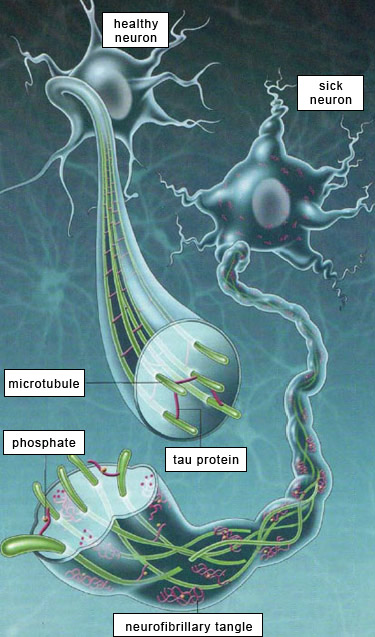 healthy
neuron
sick
neuron
microtubule
phosphate
tau protein
neurofibrillary tangle